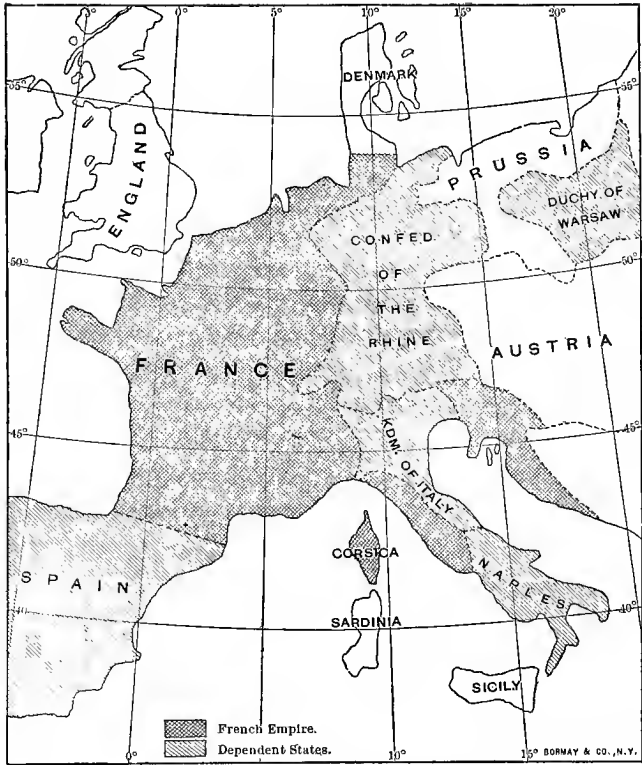 5°
0°
5°
10°
15°
20°
DENMARK
55°
55°
ENGLAND
PRUSSIA
DUCHY OF
WARSAW
CONFED.
OF
THE
RHINE
50°
50°
FRANCE
AUSTRIA
45°
45°
KDM. OF ITALY
CORSICA
SPAIN
NAPLES
40°
40°
SARDINIA
SICILY
French Empire.
Dependent States.
0°
10°
15°
BORMAY & CO., N.Y.